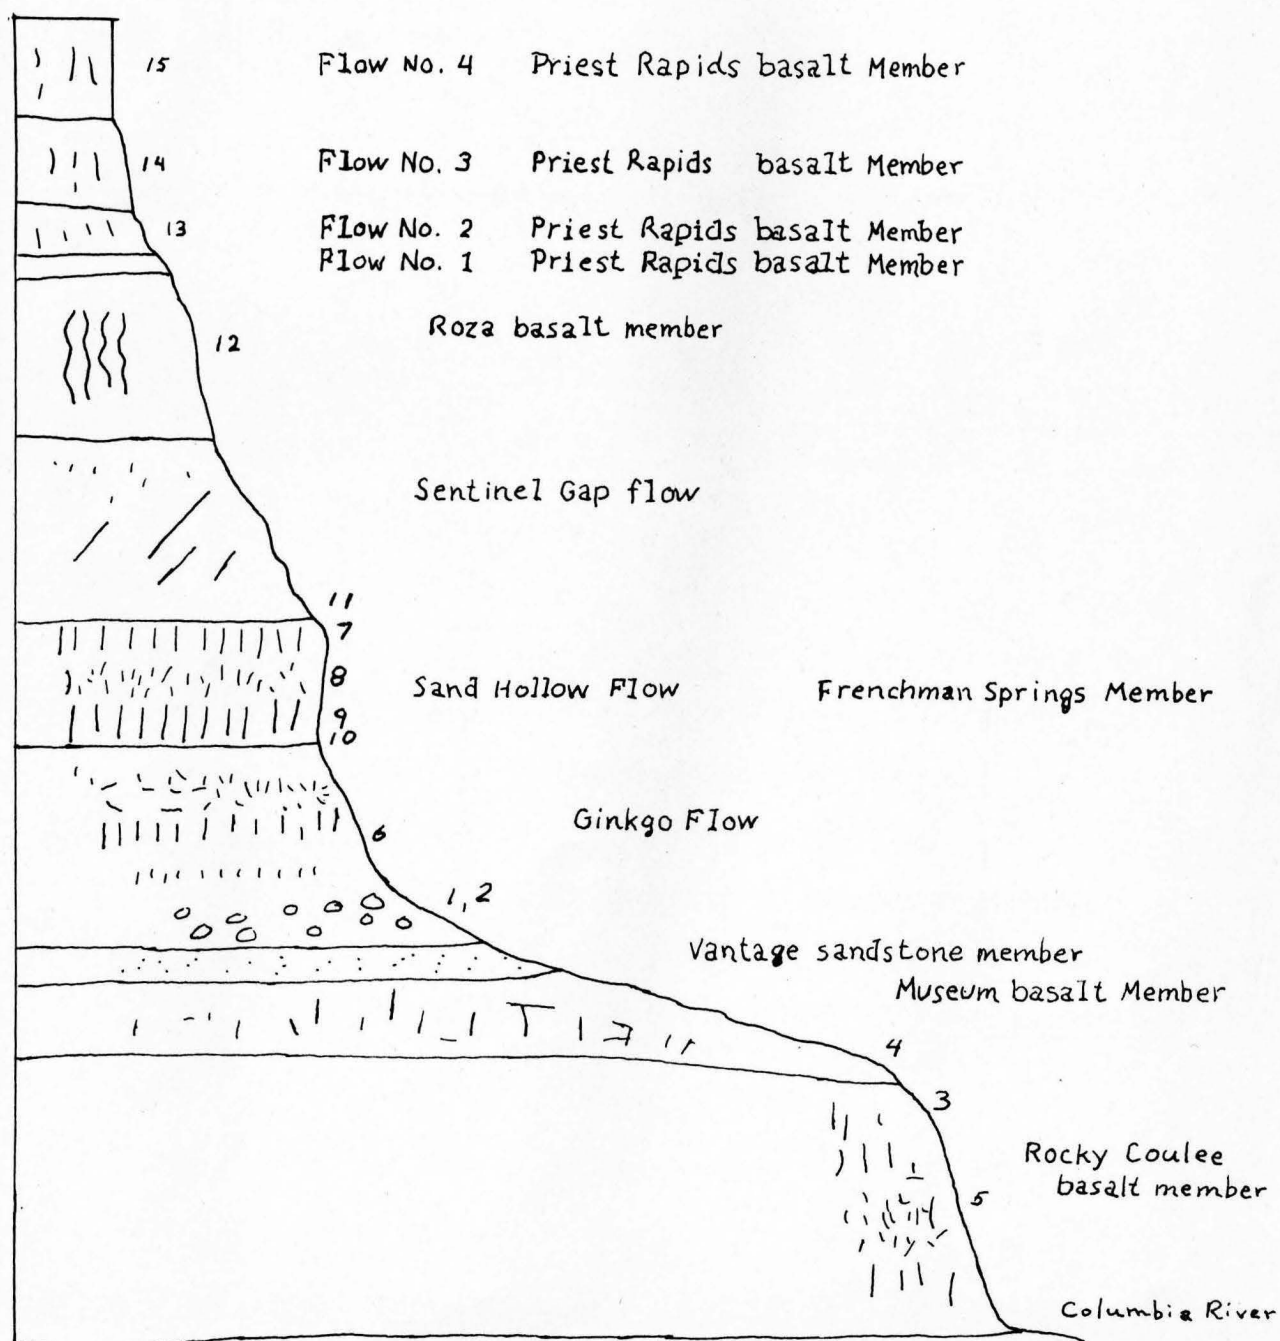 15 Flow No. 4 Priest Rapids basalt Member
14 Flow No. 3 Priest Rapids basalt Member
13 Flow No. 2 Priest Rapids basalt Member
Flow No. 1 Priest Rapids basalt Member
Roza basalt member
12
Sentinel Gap flow
11
7
8 Sand Hollow Flow Frenchman Springs Member
9
10
Ginkgo Flow
6
1, 2
Vantage sandstone member
Museum basalt Member
4
3
Rocky Coulee
basalt member
5
Columbia River